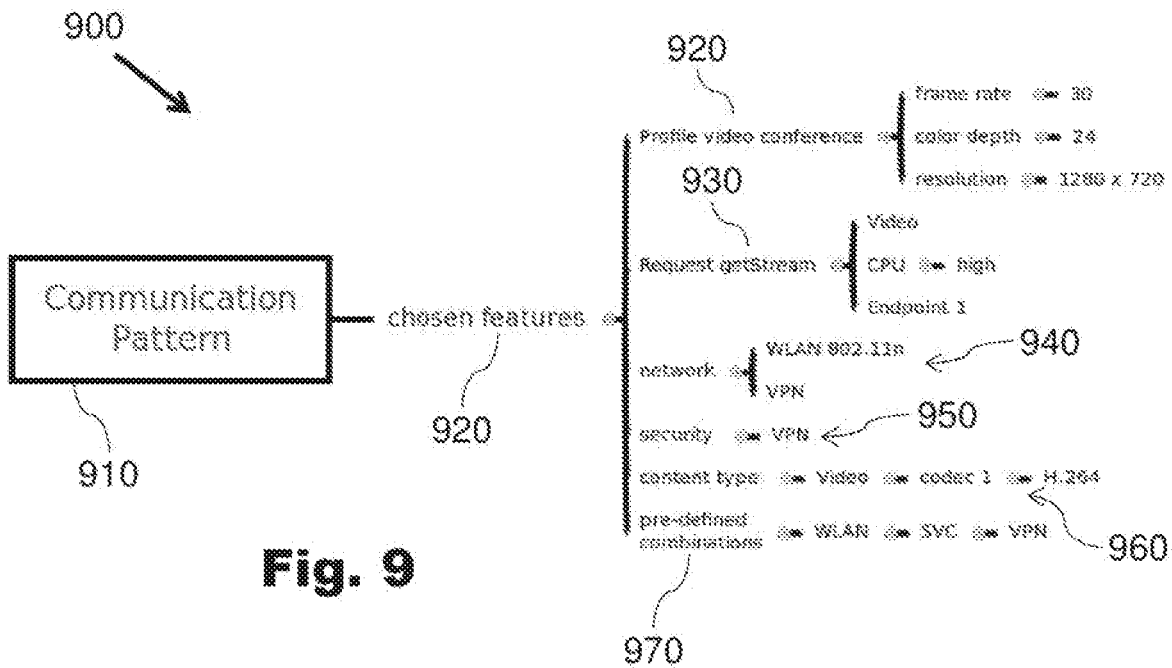 900
920
frame rate 30
Profile video conference color depth 24
930
resolution 1280 x 720
Video
Request getStream CPU high
Endpoint 1
Communication
Pattern
chosen features
WLAN 802.11n
940
network
VPN
920
950
security VPN
910
content type Video codec 1 H.264
pre-defined
combinations WLAN SVC VPN
960
Fig. 9
970